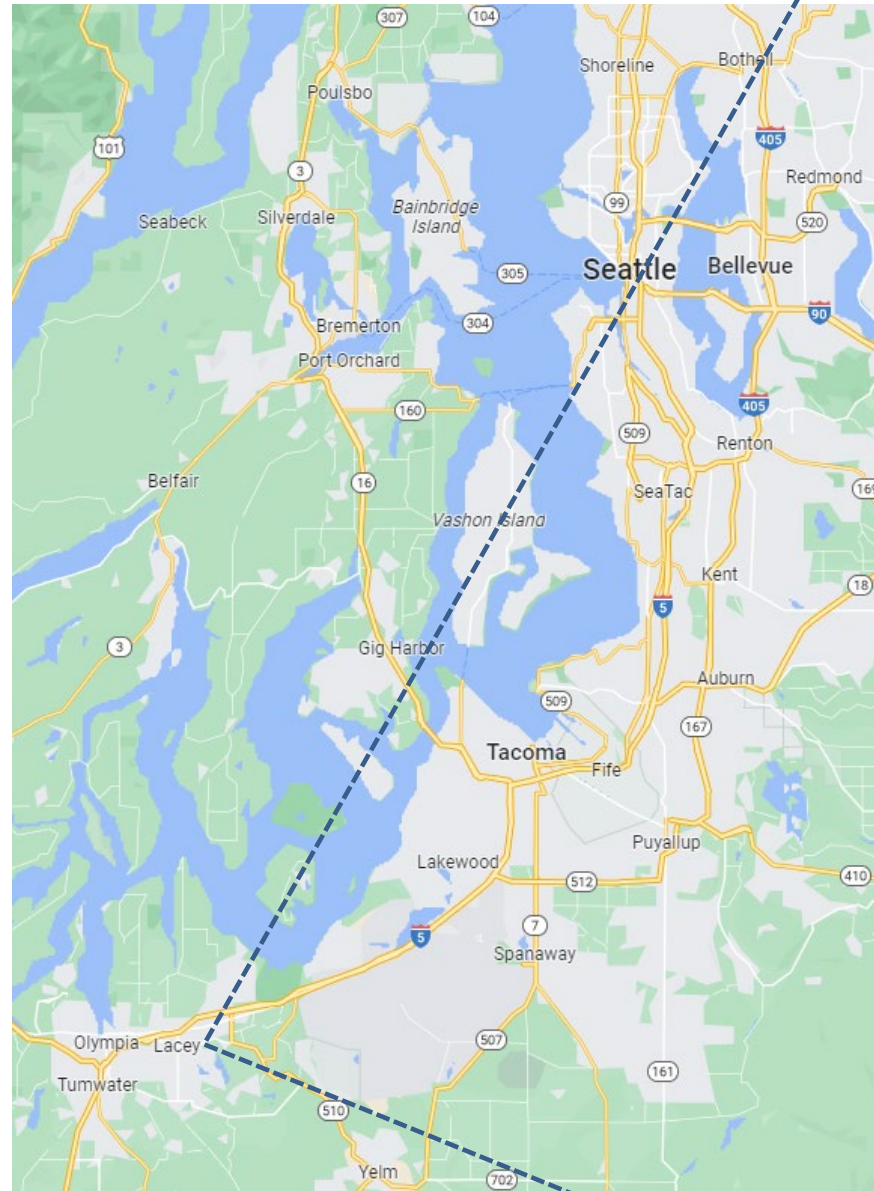 307
104
Shoreline
Bothell
Poulsbo
405
101
3
Redmond
99
Bainbridge
Island
Seabeck
Silverdale
520
305
Seattle
Bellevue
304
90
Bremerton
Port Orchard
160
405
509
Renton
Belfair
16
SeaTac
169
Vashon Island
Kent
18
5
3
Gig Harbor
Auburn
509
167
Tacoma
Fife
Puyallup
Lakewood
512
410
5
7
Spanaway
507
Olympia
Lacey
161
Tumwater
510
Yelm
702